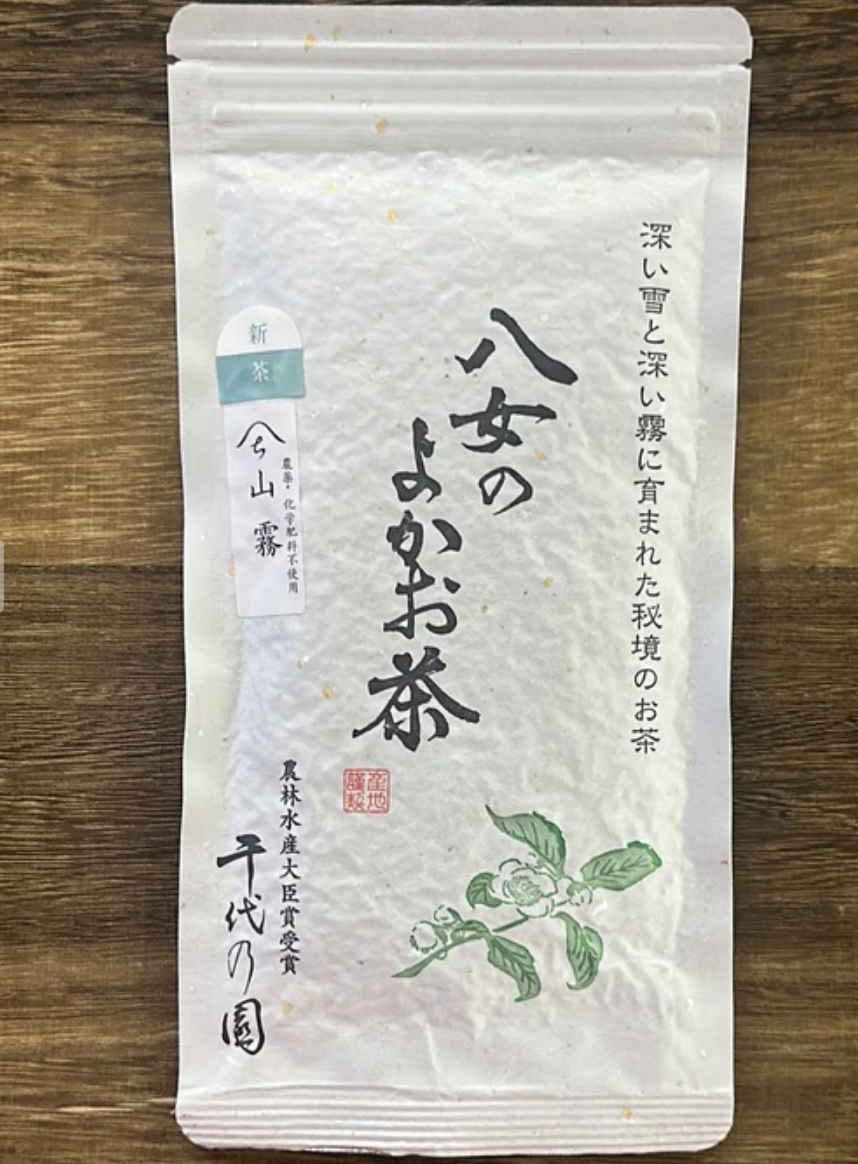 深い雪と深い霧に育まれた秘境のお茶
八女の
よかお茶
産地
謹製
新
茶
山霧
農薬・化学肥料不使用
農林水産大臣賞受賞
千代乃園